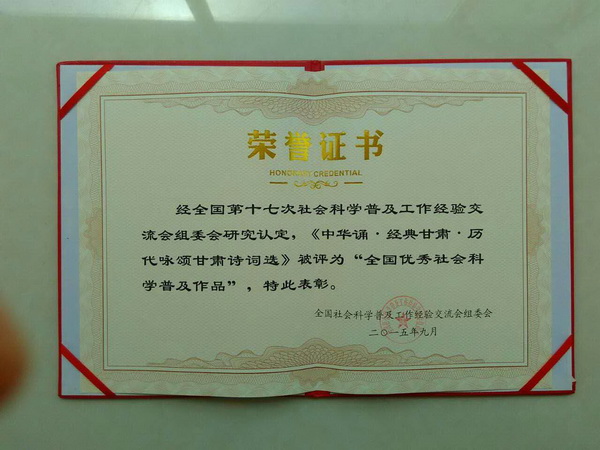 荣誉证书
HONORARY CREDENTIAL
经全国第十七次社会科学普及工作经验交
流会组委会研究认定，《中华诵·经典甘肃·历
代咏颂甘肃诗词选》被评为“全国优秀社会科
学普及作品”，特此表彰。
全国社会科学普及工作经验交流会组委会
二〇一五年九月